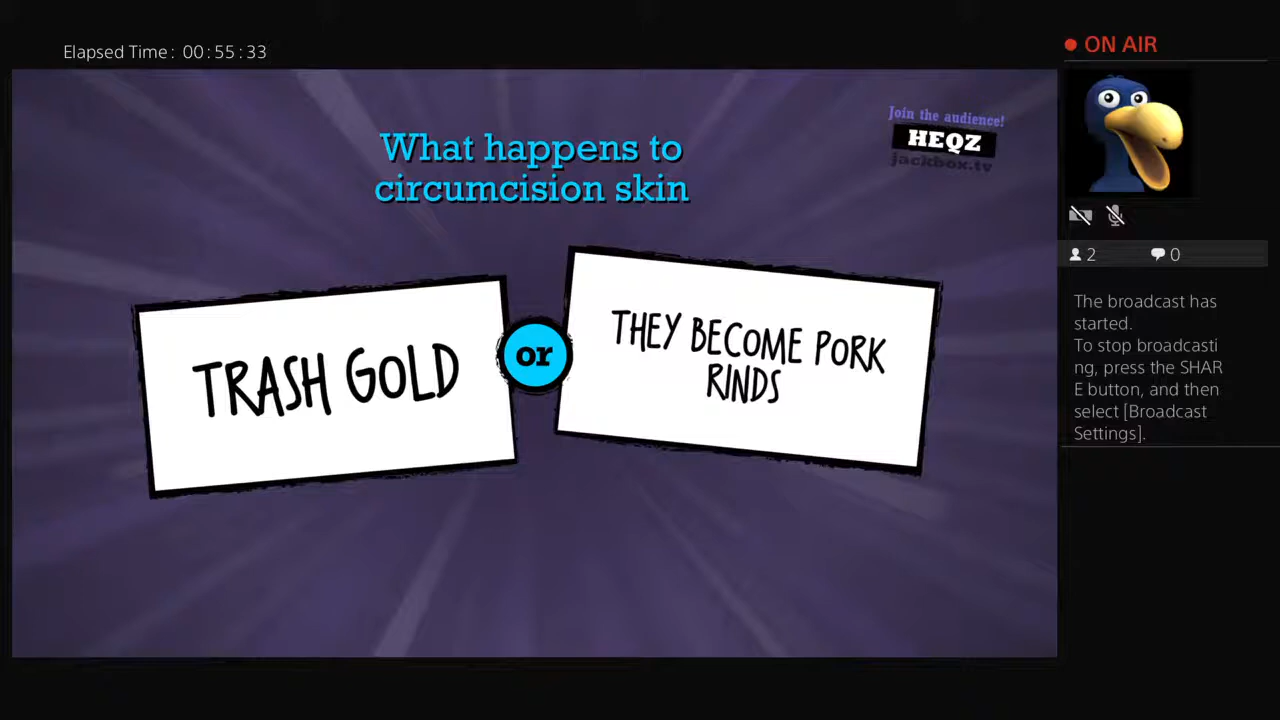 Elapsed Time: 00:55:33
ON AIR
Join the audience!
HEQZ
jackbox.tv
What happens to
circumcision skin
TRASH GOLD
or
THEY BECOME PORK
RINDS
2
0
The broadcast has
started.
To stop broadcasti
ng, press the SHAR
E button, and then
select [Broadcast
Settings].